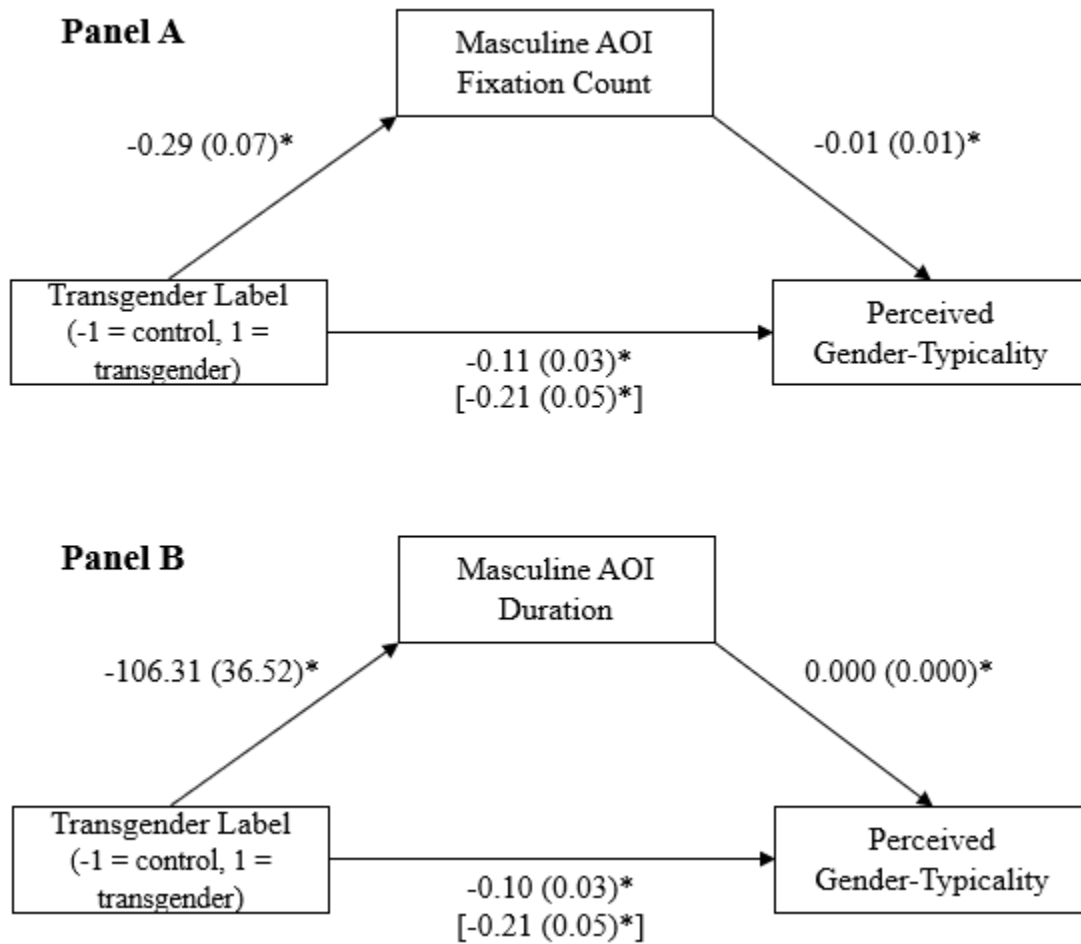 Panel A
Masculine AOI
Fixation Count
-0.29 (0.07)*
-0.01 (0.01)*
Transgender Label
(-1 = control, 1 =
transgender)
-0.11 (0.03)*
[-0.21 (0.05)*]
Perceived
Gender-Typicality
Panel B
Masculine AOI
Duration
-106.31 (36.52)*
0.000 (0.000)*
Transgender Label
(-1 = control, 1 =
transgender)
-0.10 (0.03)*
[-0.21 (0.05)*]
Perceived
Gender-Typicality